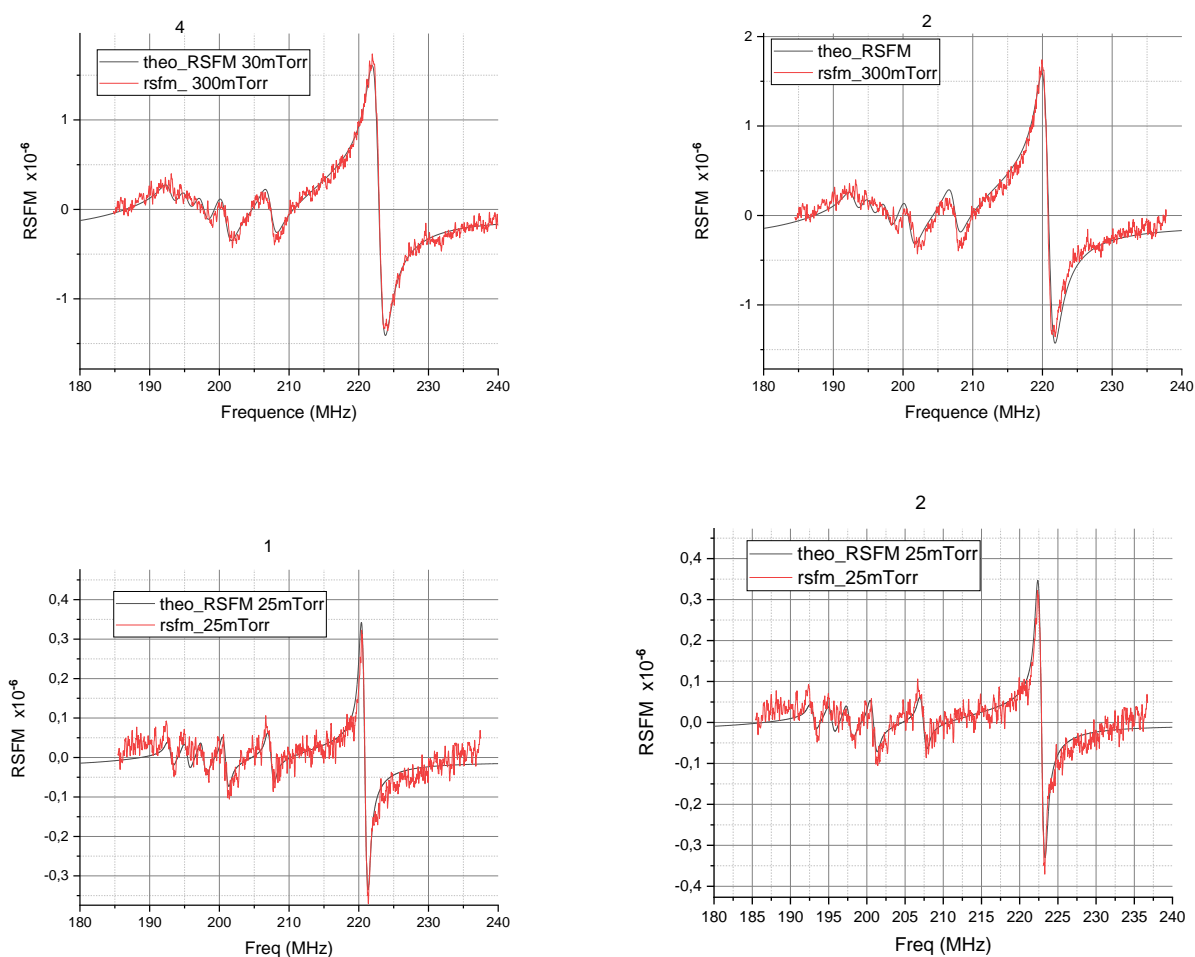 4
theo_RSFM 30mTorr
rsfm_ 300mTorr
1
0
-1
RSFM x10-6
180 190 200 210 220 230 240
Frequence (MHz)
2
theo_RSFM
rsfm_300mTorr
2
1
0
-1
RSFM x10-6
180 190 200 210 220 230 240
Frequence (MHz)
1
theo_RSFM 25mTorr
rsfm_25mTorr
0,4
0,3
0,2
0,1
0,0
-0,1
-0,2
-0,3
RSFM x10-6
180 190 200 210 220 230 240
Freq (MHz)
2
theo_RSFM 25mTorr
rsfm_25mTorr
0,4
0,3
0,2
0,1
0,0
-0,1
-0,2
-0,3
-0,4
RSFM x10-6
180 185 190 195 200 205 210 215 220 225 230 235 240
Freq (MHz)